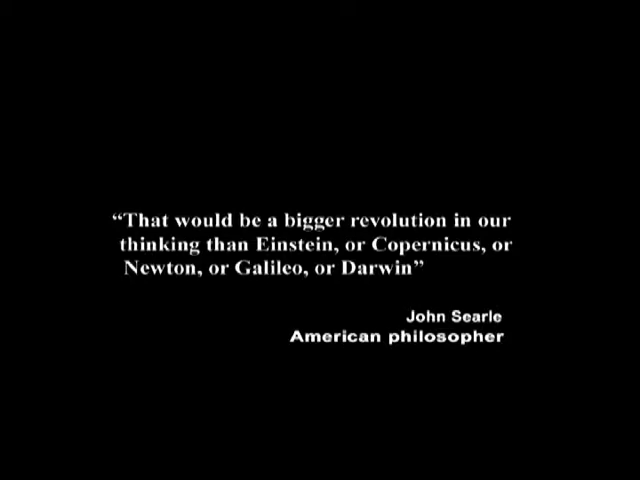 “That would be a bigger revolution in our
thinking than Einstein, or Copernicus, or
Newton, or Galileo, or Darwin”
John Searle
American philosopher